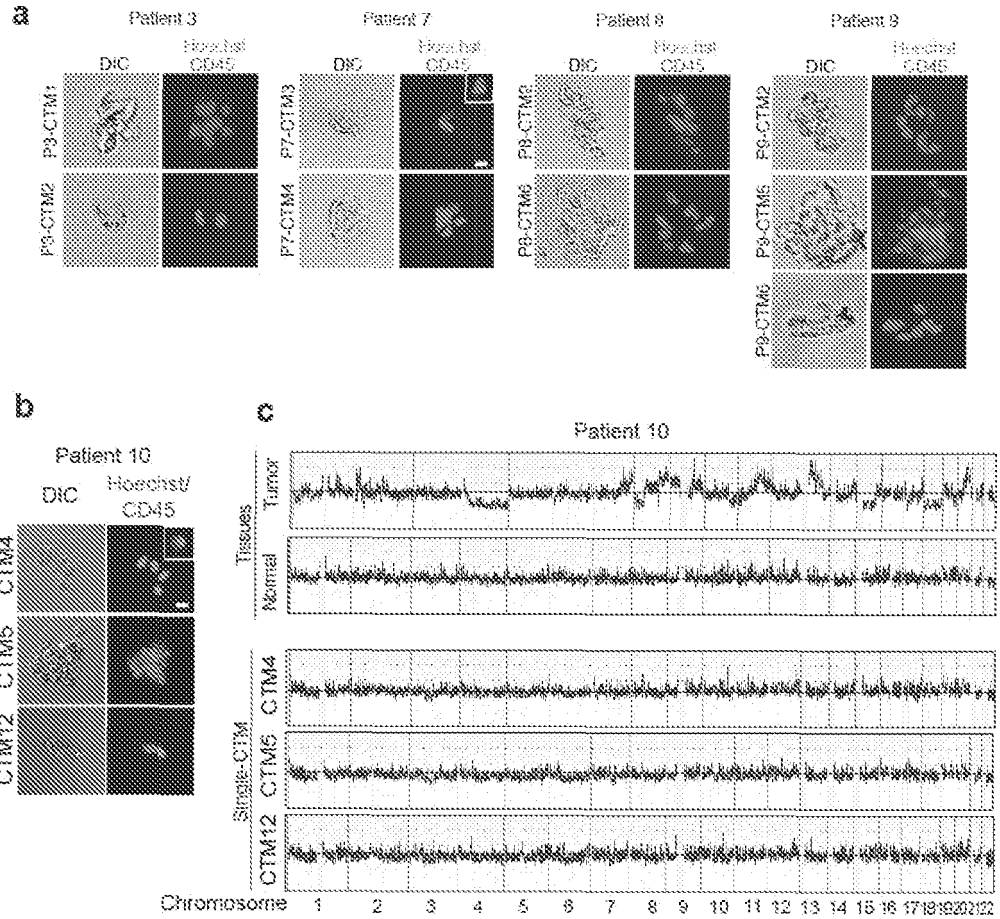 a
Patient 3
Patient 7
Patient 8
Patient 9
DIC
Hoechst
CD45
DIC
Hoechst
CD45
DIC
Hoechst
CD45
DIC
Hoechst
CD45
P3-CTM1
P7-CTM3
P9-CTM2
P3-CTM2
P7-CTM4
P8-CTM6
P9-CTM5
P9-CTM6
b
Patient 10
DIC
Hoechst/
CD45
CTM4
CTM5
CTM12
c
Patient 10
Tissues
Tumor
Normal
Single-CTM
CTM4
CTM5
CTM12
Chromosome 1 2 3 4 5 6 7 8 9 10 11 12 13 14 15 16 17 18 19 20 21 22